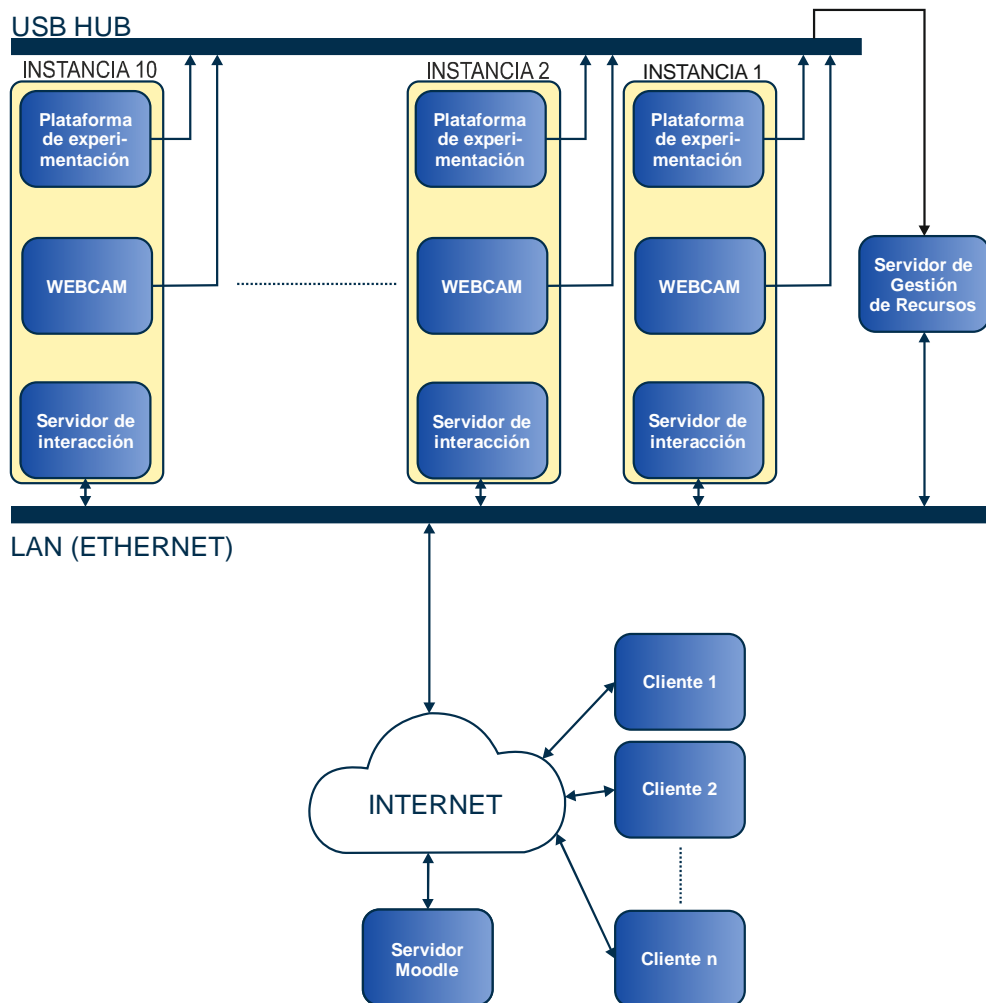 USB HUB
INSTANCIA 10
INSTANCIA 2
INSTANCIA 1
Plataforma
de experi-
mentación
Plataforma
de experi-
mentación
Plataforma
de experi-
mentación
WEBCAM
WEBCAM
WEBCAM
Servidor de
Gestión
de Recursos
Servidor de
interacción
Servidor de
interacción
Servidor de
interacción
LAN (ETHERNET)
Cliente 1
INTERNET
Cliente 2
Servidor
Moodle
Cliente n